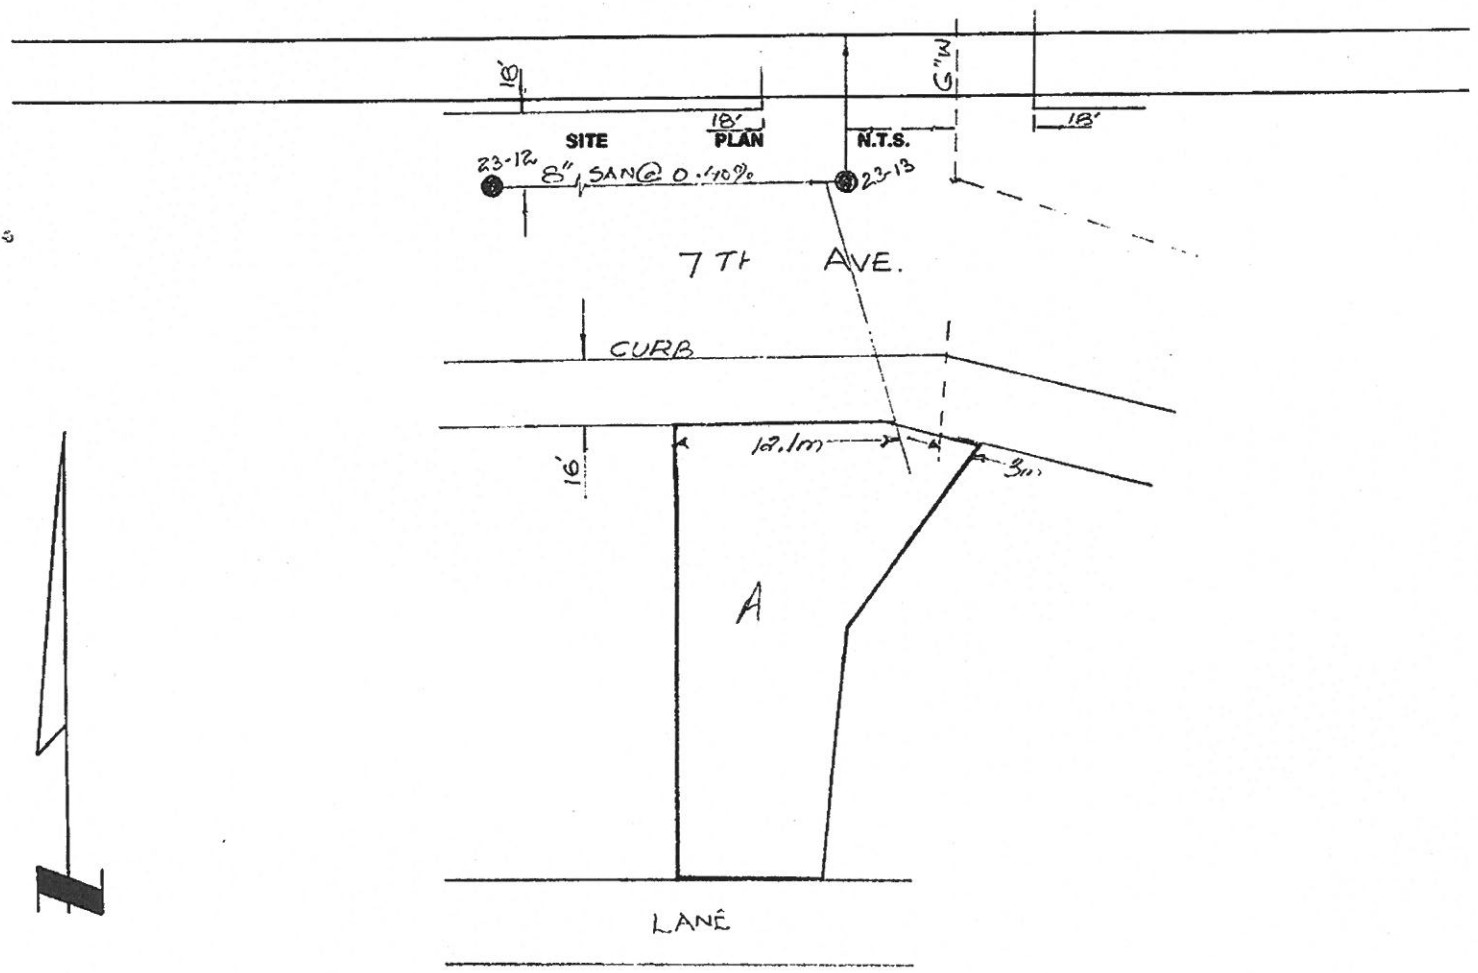 18'
6"W
18'
18'
SITE PLAN N.T.S.
23-12
8" SAN@ 0.40%
23-13
7TH AVE.
CURB
12.1m
3m
16'
A
LANE